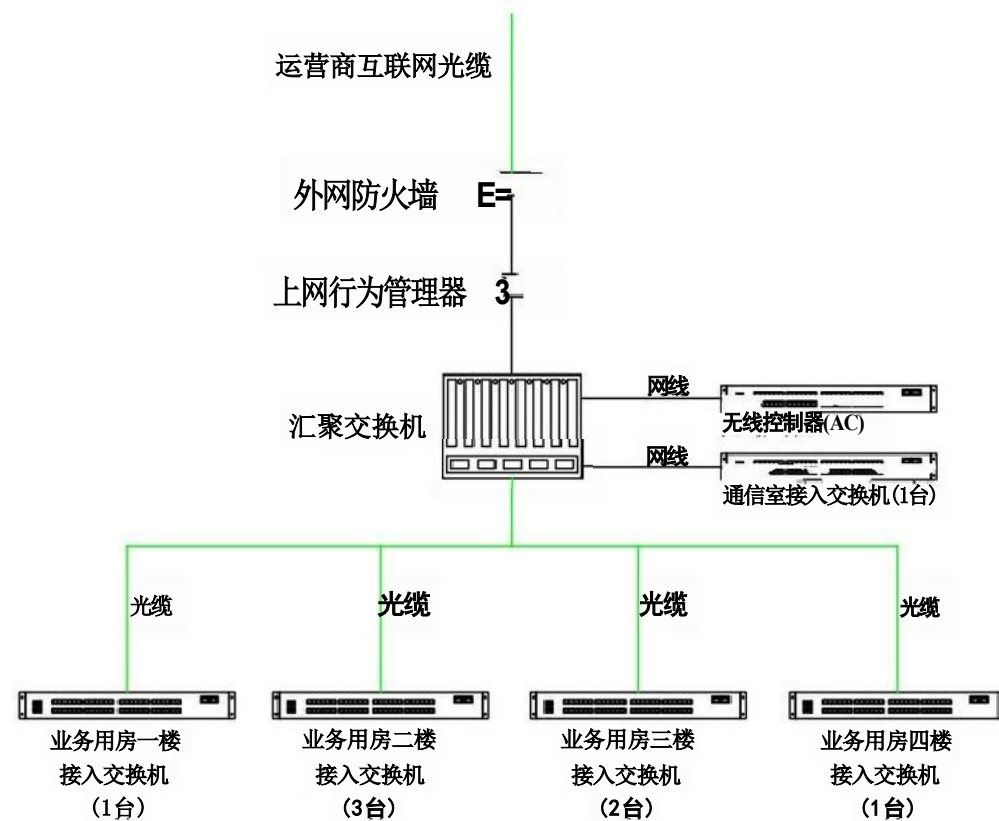 运营商互联网光缆
外网防火墙 E=
上网行为管理器 3
汇聚交换机
网线
无线控制器(AC)
网线
通信室接入交换机(1台)
光缆
光缆
光缆
光缆
业务用房一楼
接入交换机
(1台)
业务用房二楼
接入交换机
(3台)
业务用房三楼
接入交换机
(2台)
业务用房四楼
接入交换机
(1台)